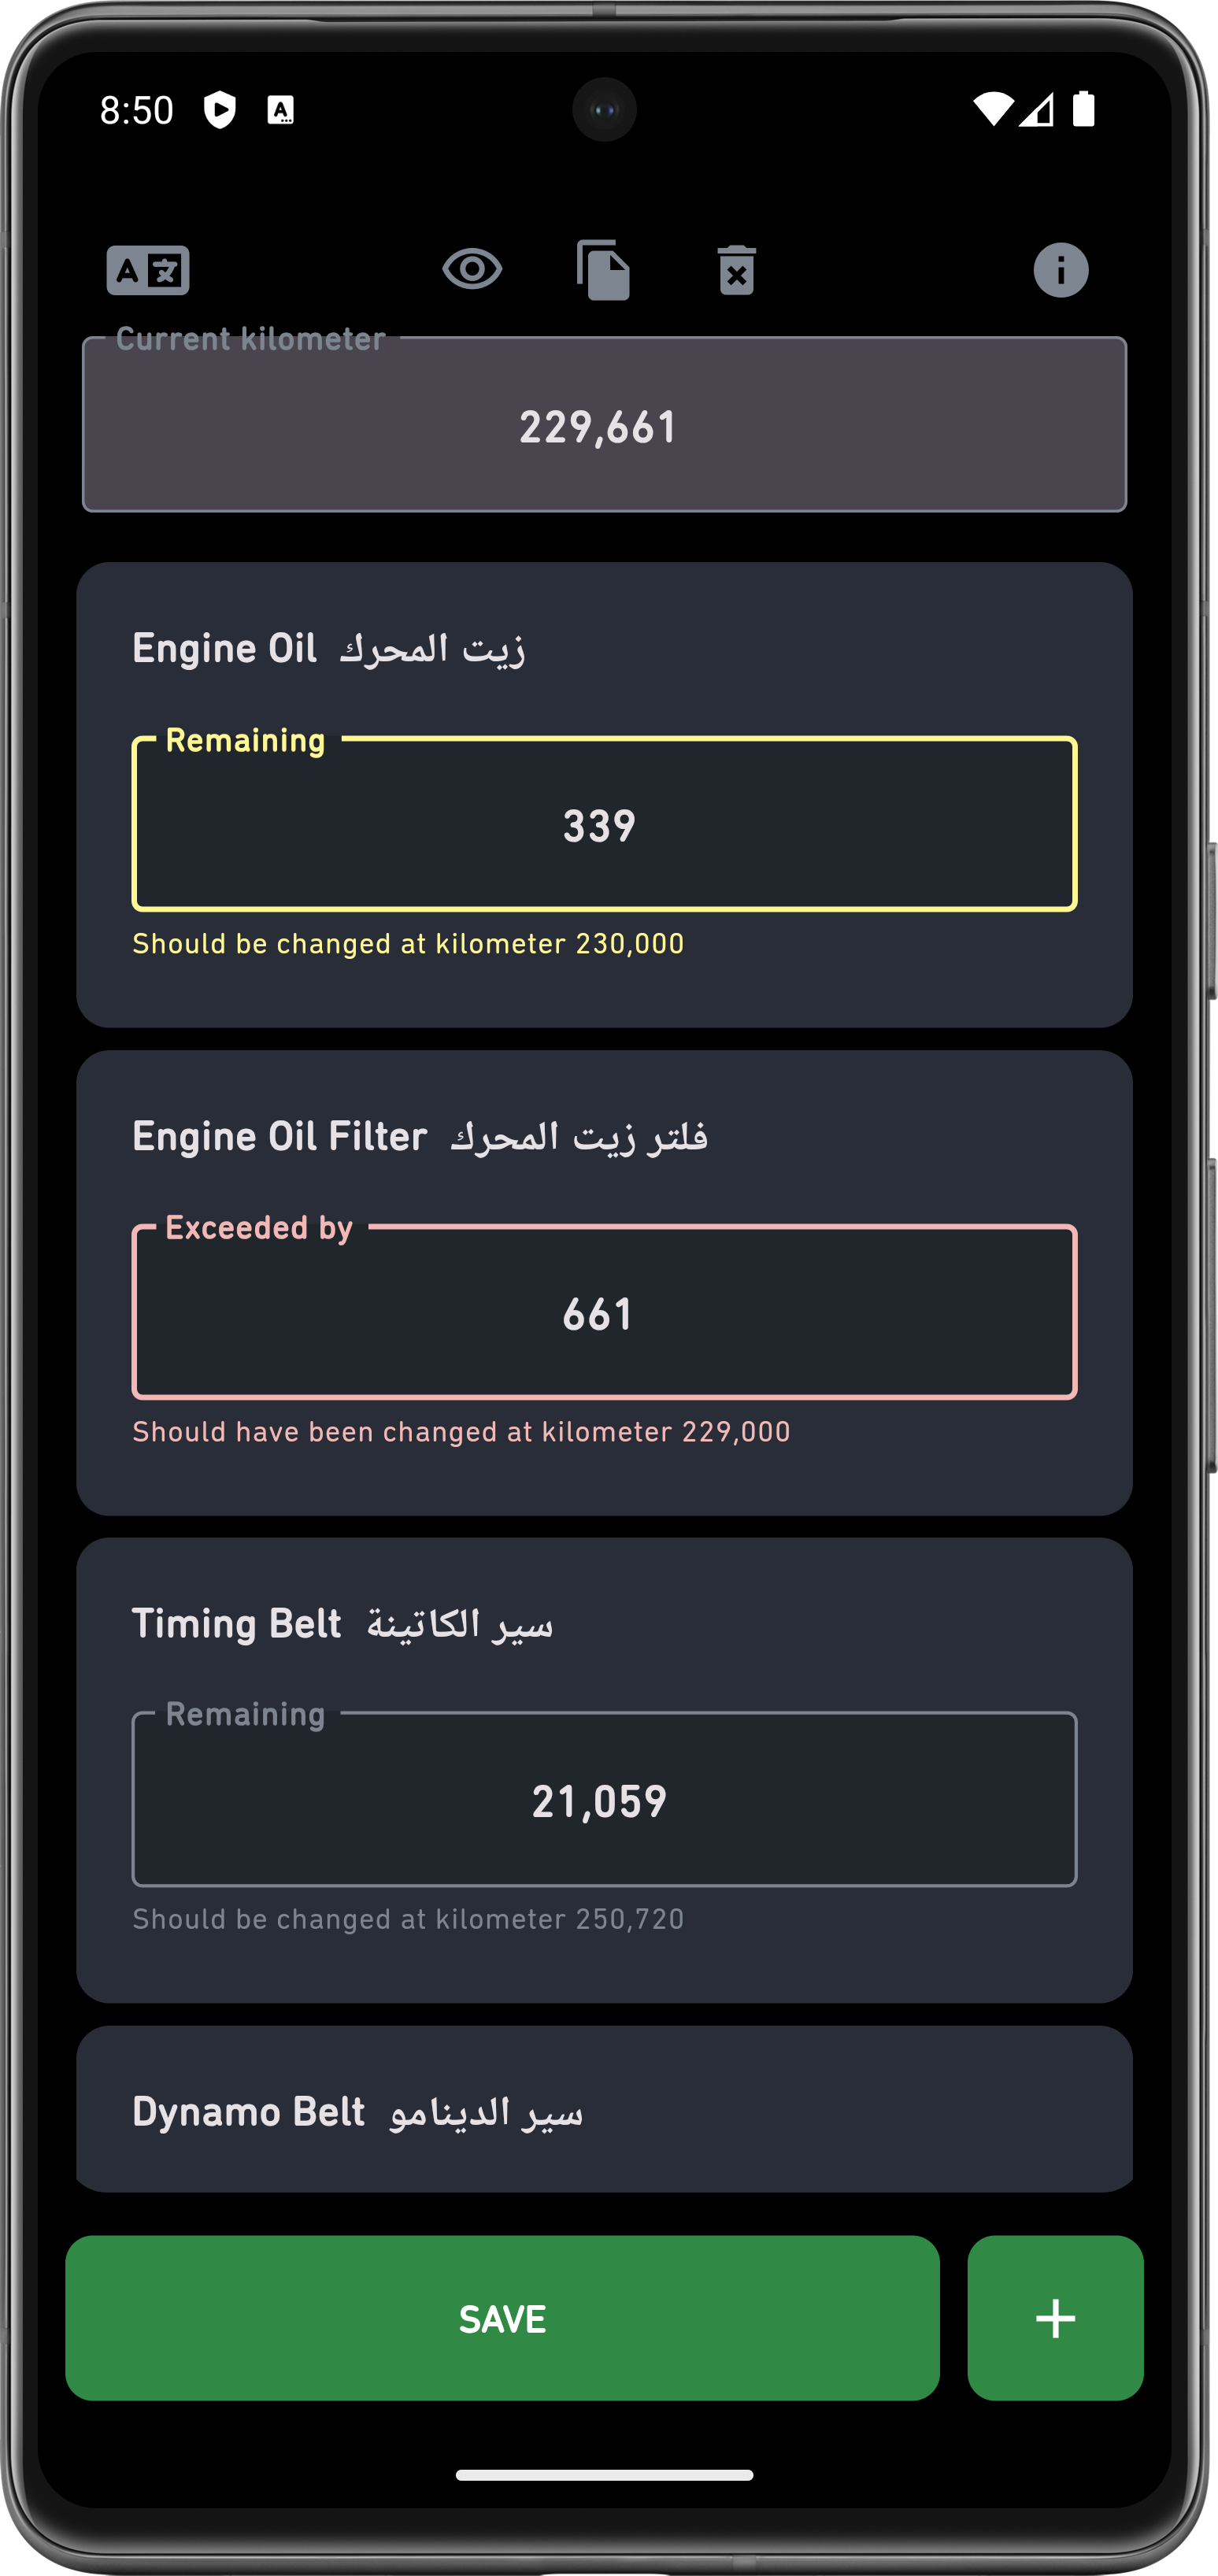 8:50
Current kilometer
229,661
Engine Oil زيت المحرك
Remaining
339
Should be changed at kilometer 230,000
Engine Oil Filter فلتر زيت المحرك
Exceeded by
661
Should have been changed at kilometer 229,000
Timing Belt سير الكاتينة
Remaining
21,059
Should be changed at kilometer 250,720
Dynamo Belt سير الدينامو
SAVE